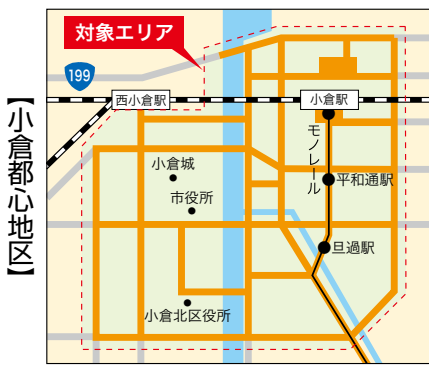 【小倉都心地区】
対象エリア
199
西小倉駅
小倉駅
モノレール
小倉城
平和通駅
市役所
旦過駅
小倉北区役所